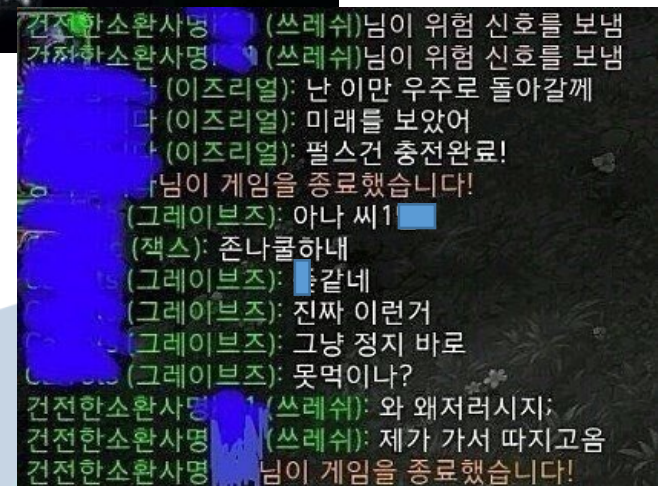 건전한소환사명 1 (쓰레쉬)님이 위험 신호를 보냄
건전한소환사명 (쓰레쉬)님이 위험 신호를 보냄
(이즈리얼): 난 이만 우주로 돌아갈께
다 (이즈리얼): 미래를 보았어
다 (이즈리얼): 펄스건 충전완료!
님이 게임을 종료했습니다!
(그레이브즈): 아나 씨1
(잭스): 존나쿨하내
(그레이브즈): 같네
(그레이브즈): 진짜 이런거
(그레이브즈): 그냥 정지 바로
(그레이브즈): 못먹이나?
건전한소환사명 1 (쓰레쉬): 와 왜저러시지;
건전한소환사명 (쓰레쉬): 제가 가서 따지고옴
건전한소환사명 님이 게임을 종료했습니다!